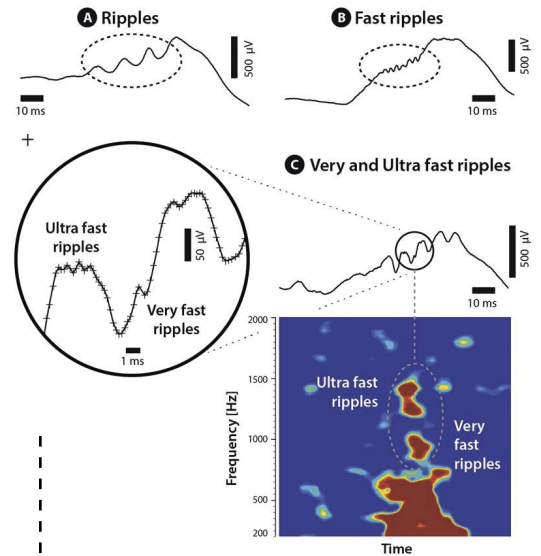 A Ripples
500 µV
10 ms
B Fast ripples
500 µV
10 ms
+
C Very and Ultra fast ripples
Ultra fast
ripples
50 µV
Very fast
ripples
1 ms
500 µV
10 ms
2000
1500
1000
500
200
Frequency [Hz]
Ultra fast
ripples
Very
fast
ripples
Time